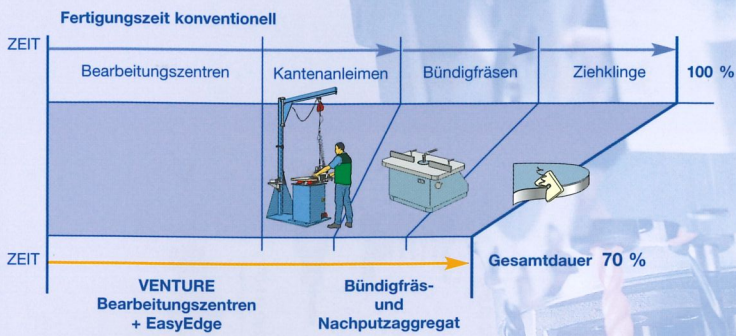 Fertigungszeit konventionell
ZEIT
Bearbeitungszentren Kantenanleimen Bündigfräsen Ziehklinge 100 %
ZEIT
Gesamtdauer 70 %
VENTURE
Bearbeitungszentren
+ EasyEdge
Bündigfräs-
und
Nachputzaggregat